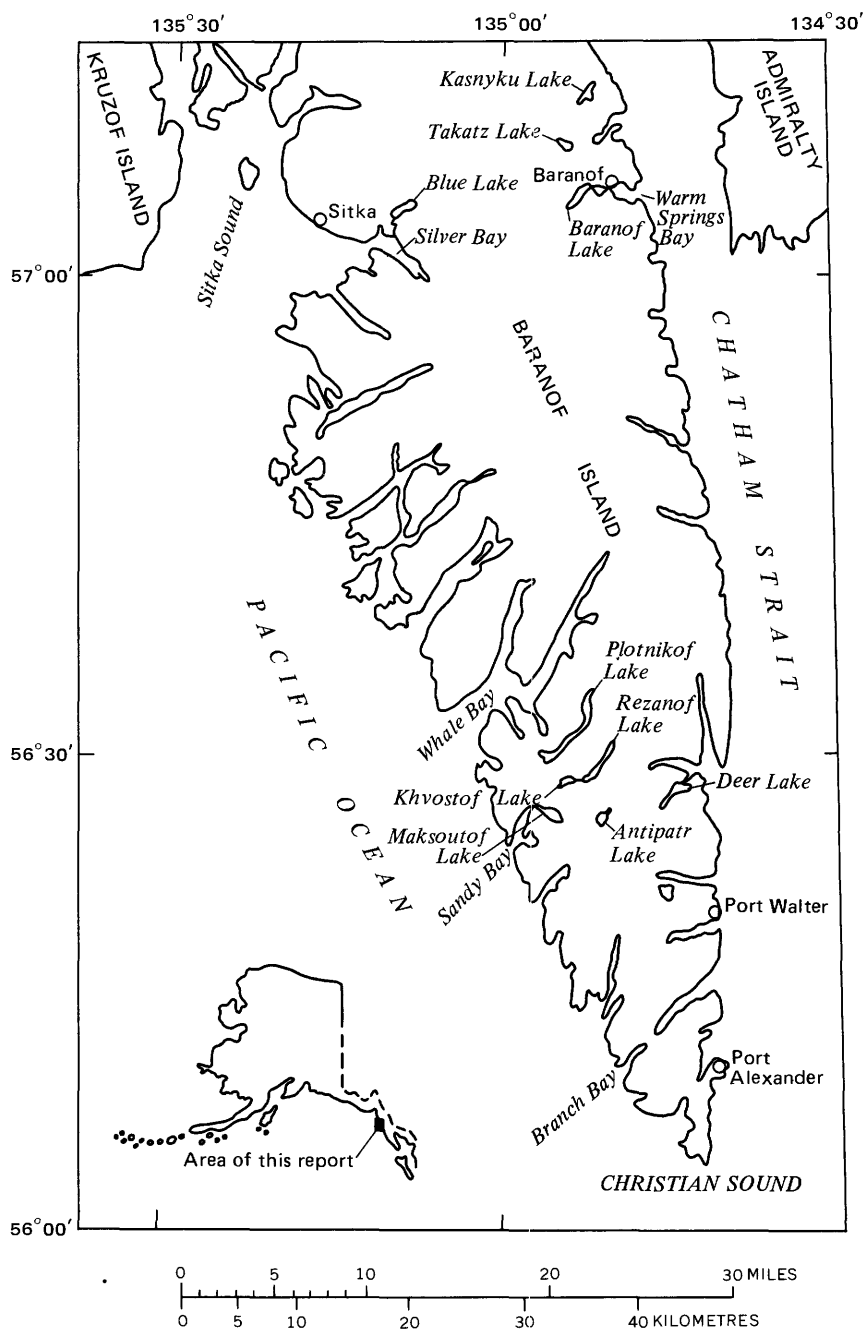 135°30′ 135°00′ 134°30′
KRUZOF ISLAND
Kasnyku Lake
ADMIRALTY
ISLAND
Takatz Lake
Baranof
Blue Lake
Warm
Springs
Bay
Sitka
Baranof
Lake
Silver Bay
Sitka Sound
57°00′
CHATHAM STRAIT
BARANOF
ISLAND
PACIFIC OCEAN
Plotnikof
Lake
Rezanof
Lake
Whale Bay
56°30′
Khvostof Lake
Deer Lake
Maksoutof
Lake
Antipatr
Lake
Sandy Bay
Port Walter
Port
Alexander
Branch Bay
Area of this report
CHRISTIAN SOUND
56°00′
0 5 10 20 30 MILES
0 5 10 20 30 40 KILOMETRES